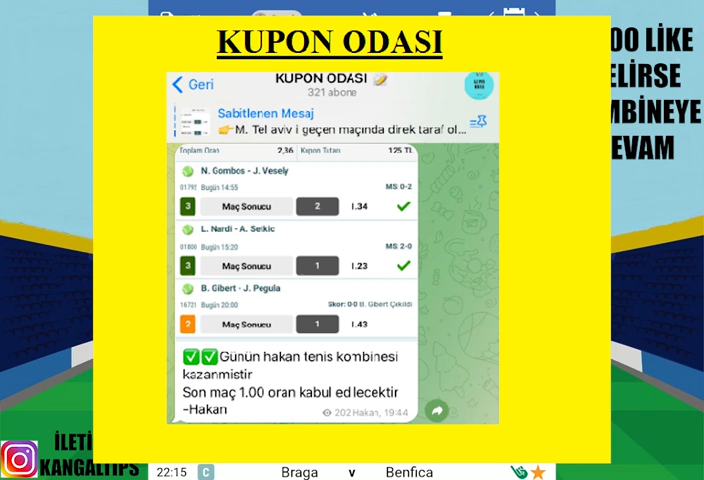 KUPON ODASI
Geri
KUPON ODASI
321 abone
Sabitlenen Mesaj
M. Tel aviv i geçen maçında direk taraf ol...
Toplam Oran 2,36 Kupon Tutarı 125 TL
N. Gombos - J. Vesely
01792 Bugün 14:55 MS: 0-2
3 Maç Sonucu 2 1.34
L. Nardi - A. Seikic
01800 Bugün 15:20 MS: 2-0
3 Maç Sonucu 1 1.23
B. Gibert - J. Pegula
16721 Bugün 20:00 Skor: 0-0 B. Gibert Çekildi
2 Maç Sonucu 1 1.43
Günün hakan tenis kombinesi
kazanmistir
Son maç 1.00 oran kabul edilecektir
-Hakan
202 Hakan, 19:44
00 LİKE
ELİRSE
MBİNEYE
EVAM
İLETİ
KANGALTIPS
22:15 C Braga v Benfica